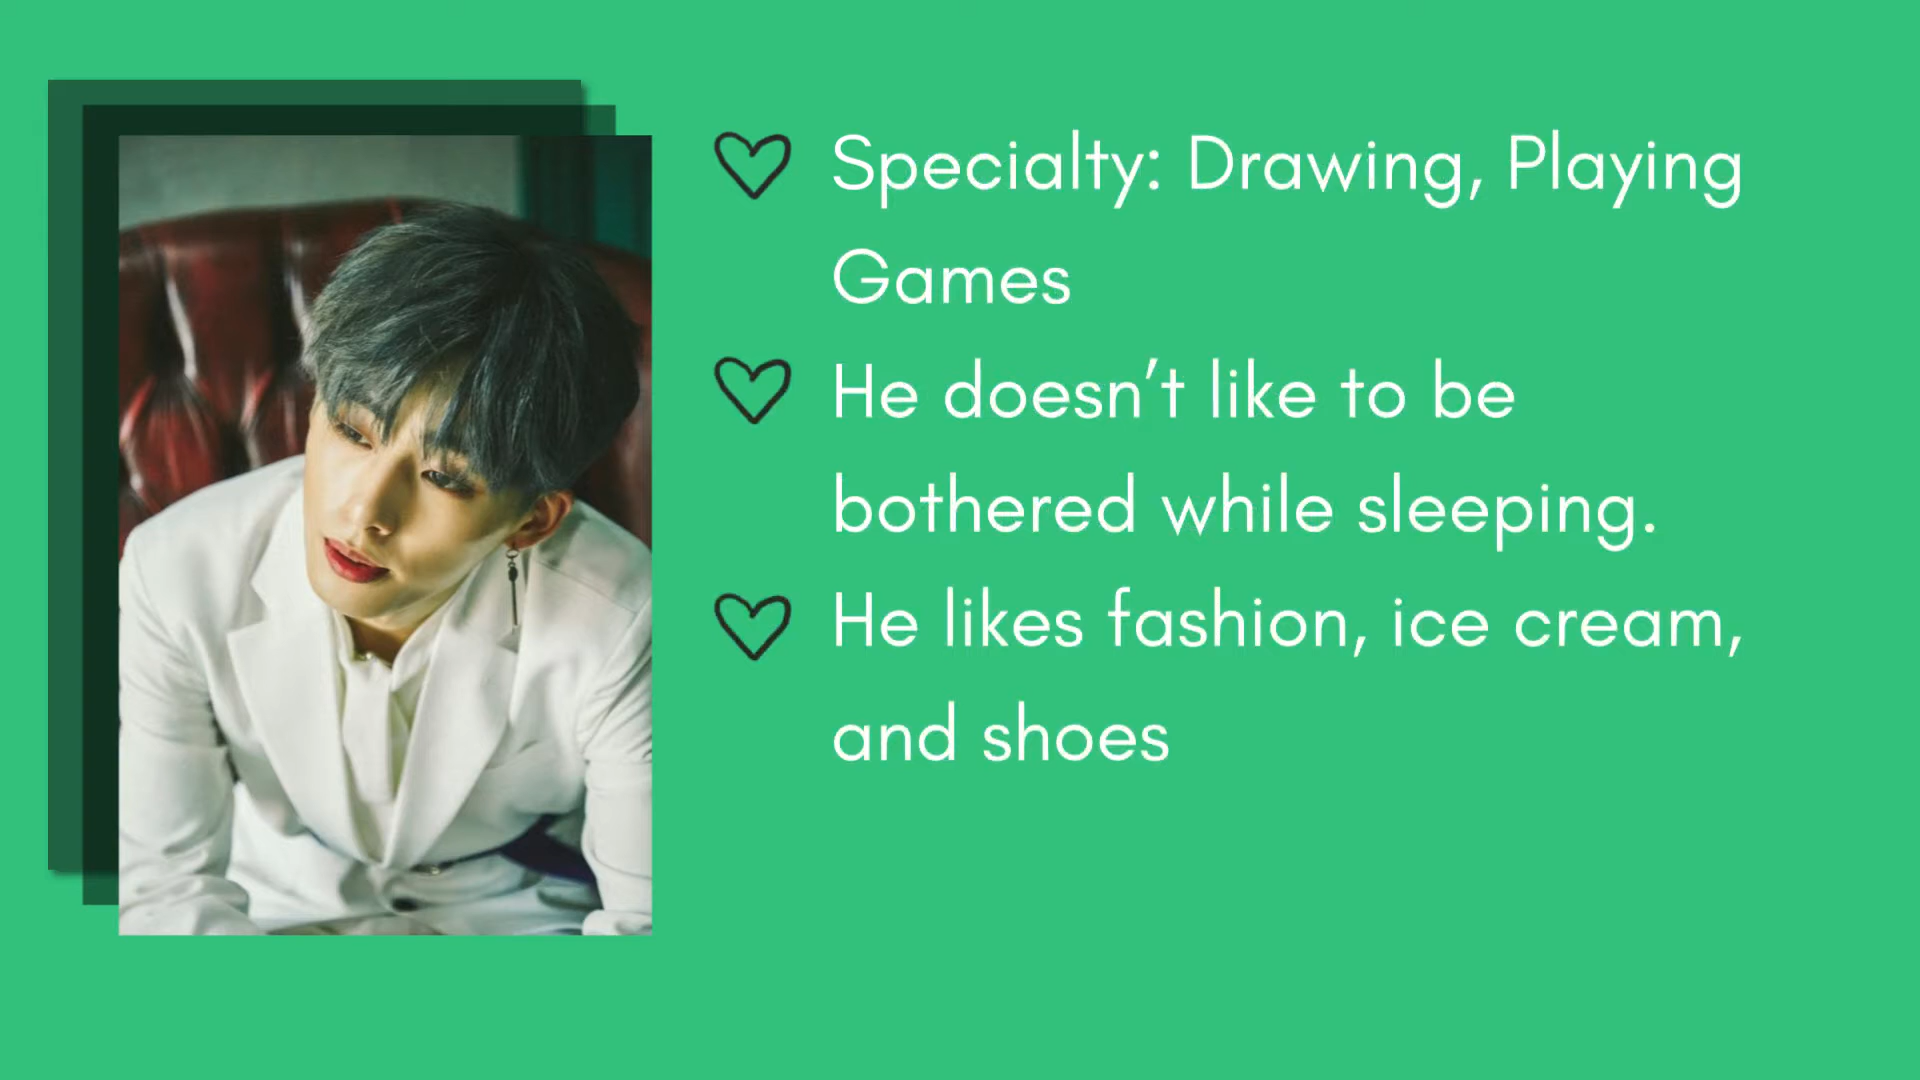 Specialty: Drawing, Playing
Games
He doesn’t like to be
bothered while sleeping.
He likes fashion, ice cream,
and shoes